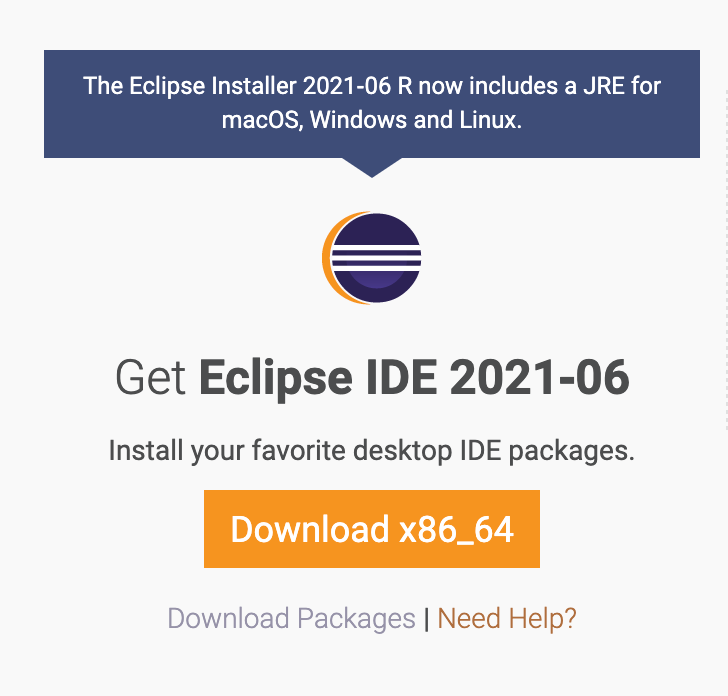 The Eclipse Installer 2021-06 R now includes a JRE for
macOS, Windows and Linux.
Get Eclipse IDE 2021-06
Install your favorite desktop IDE packages.
Download x86_64
Download Packages | Need Help?